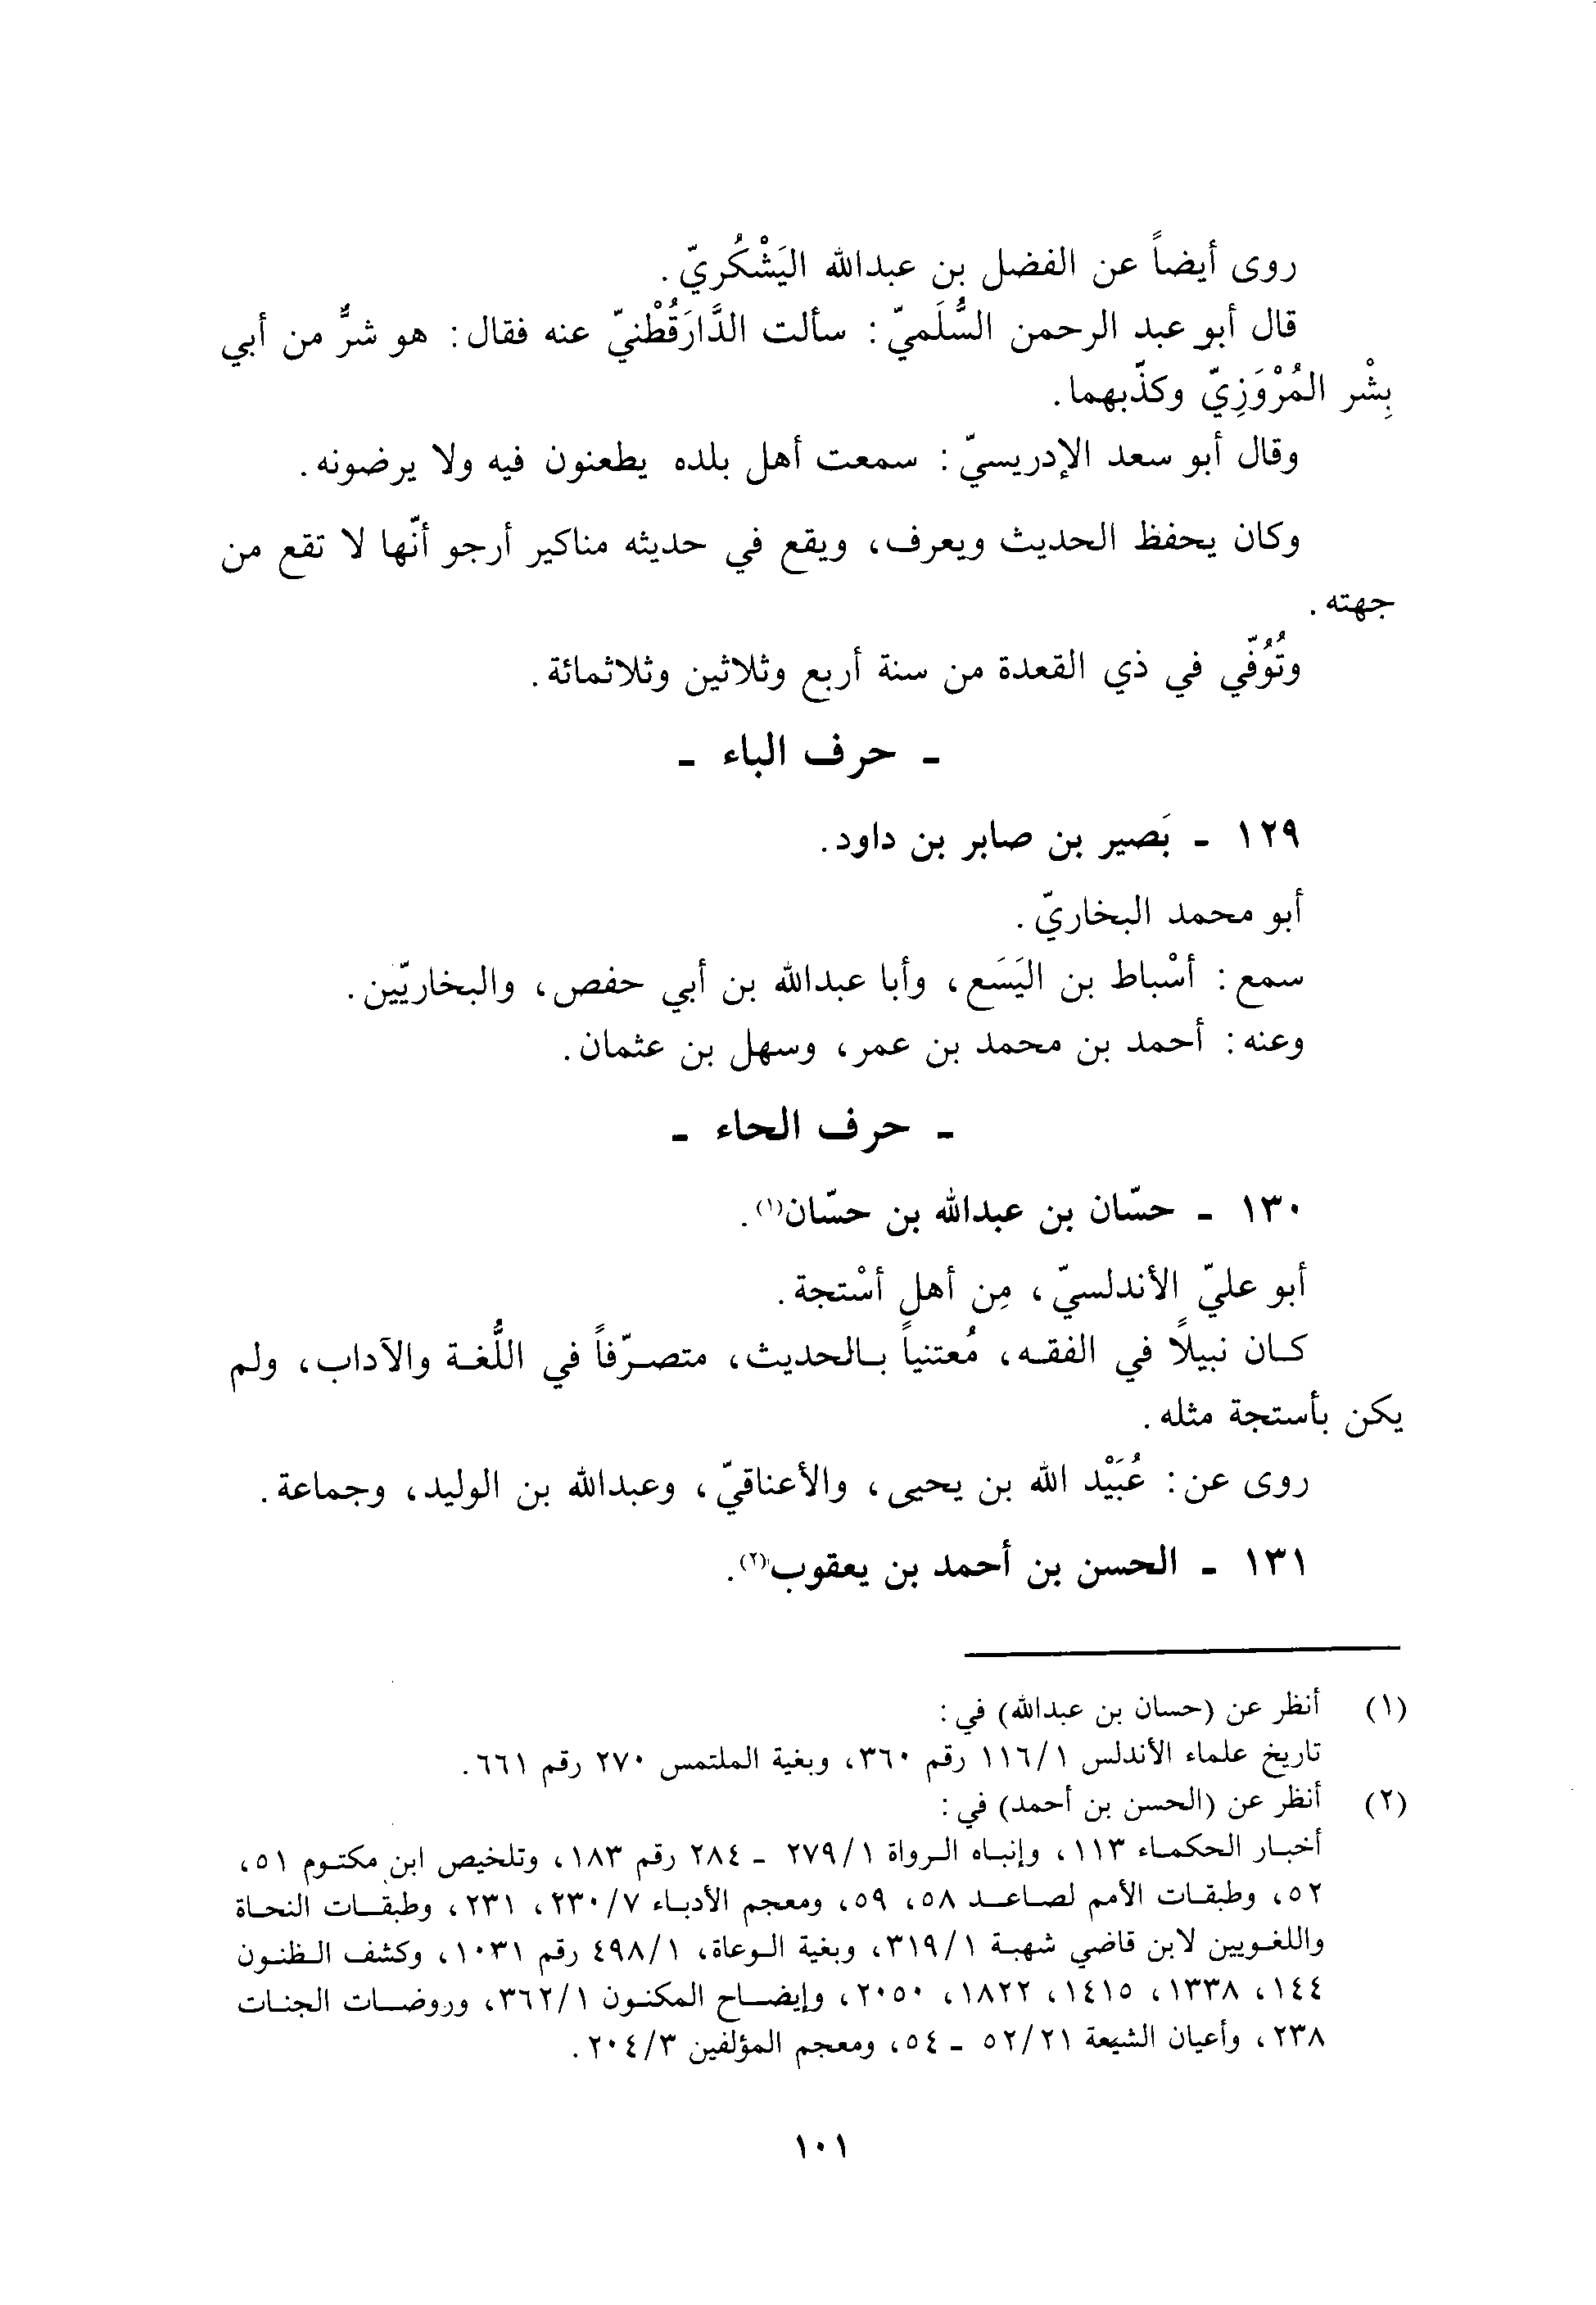 روى أيضاً عن الفضل بن عبدالله اليَشْكُريّ.
قال أبو عبد الرحمن السُّلَميّ: سألت الدَّارَقُطْنيّ عنه فقال: هو شرٌّ من أبي
بِشْر المُرْوَزِيّ وكذّبهما.
وقال أبو سعد الإدريسيّ: سمعت أهل بلده يطعنون فيه ولا يرضونه.
وكان يحفظ الحديث ويعرف، ويقع في حديثه مناكير أرجو أنّها لا تقع من
جهته.
وتُوُفّي في ذي القعدة من سنة أربع وثلاثين وثلاثمائة.
ـ حرف الباء ـ
١٢٩ ـ بَصير بن صابر بن داود.
أبو محمد البخاريّ.
سمع: أسْباط بن اليَسَع، وأبا عبدالله بن أبي حفص، والبخاريّين.
وعنه: أحمد بن محمد بن عمر، وسهل بن عثمان.
ـ حرف الحاء ـ
١٣٠ ـ حسّان بن عبدالله بن حسّان(١).
أبو عليّ الأندلسيّ، مِن أهل أسْتجة.
كان نبيلاً في الفقه، مُعتنياً بالحديث، متصرّفاً في اللُّغة والآداب، ولم
يكن بأستجة مثله.
روى عن: عُبَيْد الله بن يحيى، والأعناقيّ، وعبدالله بن الوليد، وجماعة.
١٣١ ـ الحسن بن أحمد بن يعقوب(٢).
(١) أنظر عن (حسان بن عبدالله) في:
تاريخ علماء الأندلس ١١٦/١ رقم ٣٦٠، وبغية الملتمس ٢٧٠ رقم ٦٦١.
(٢) أنظر عن (الحسن بن أحمد) في:
أخبار الحكماء ١١٣، وإنباه الرواة ٢٧٩/١ ـ ٢٨٤ رقم ١٨٣، وتلخيص ابن مكتوم ٥١،
٥٢، وطبقات الأمم لصاعد ٥٨، ٥٩، ومعجم الأدباء ٢٣٠/٧، ٢٣١، وطبقات النحاة
واللغويين لابن قاضي شهبة ٣١٩/١، وبغية الوعاة، ٤٩٨/١ رقم ١٠٣١، وكشف الظنون
١٤٤، ١٣٣٨، ١٤١٥، ١٨٢٢، ٢٠٥٠، وإيضاح المكنون ٣٦٢/١، وروضات الجنات
٢٣٨، وأعيان الشيعة ٥٢/٢١ ـ ٥٤، ومعجم المؤلفين ٢٠٤/٣.
١٠١